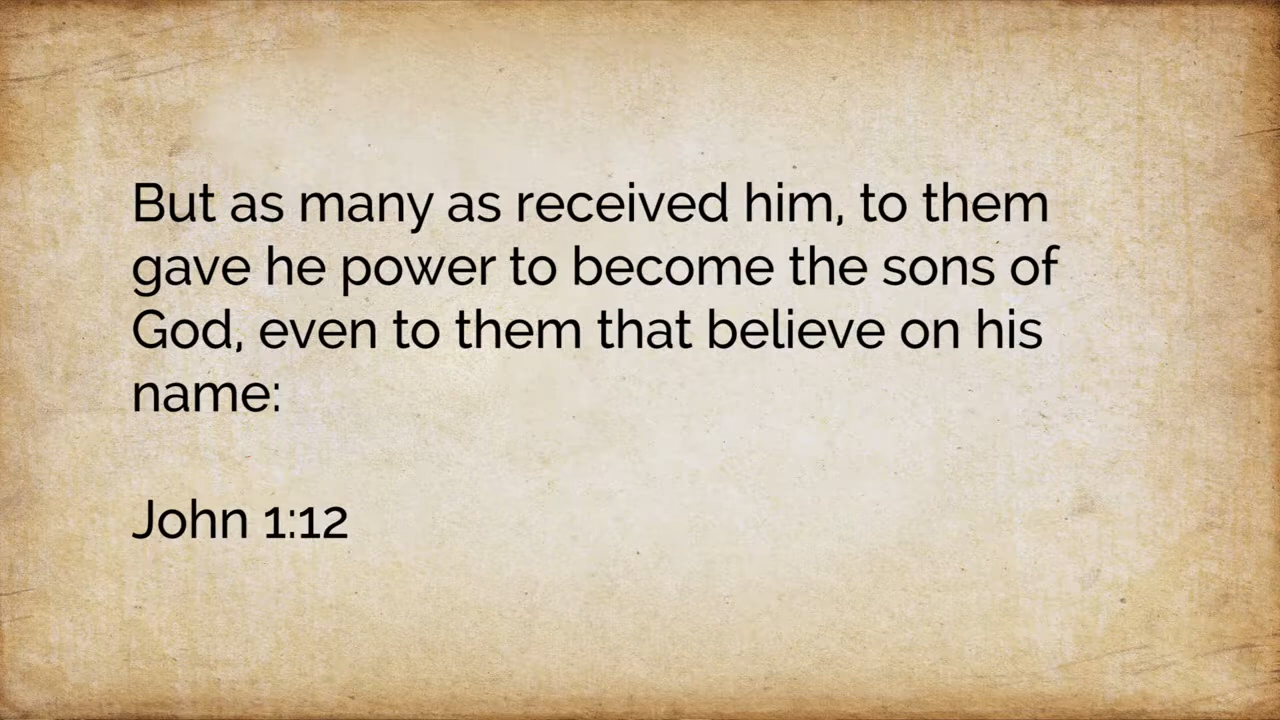 But as many as received him, to them
gave he power to become the sons of
God, even to them that believe on his
name:
John 1:12